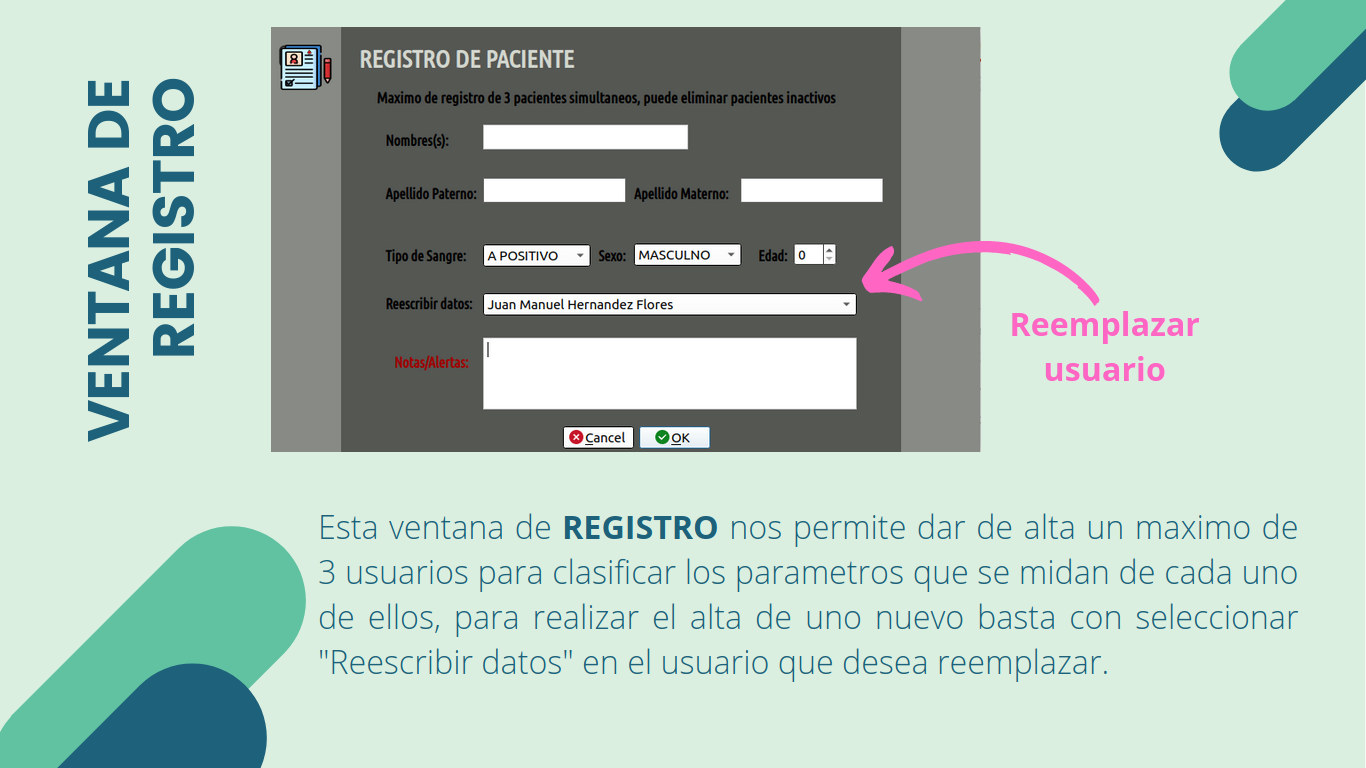 VENTANA DE
REGISTRO
REGISTRO DE PACIENTE
Maximo de registro de 3 pacientes simultaneos, puede eliminar pacientes inactivos
Nombres(s):
Apellido Paterno: Apellido Materno:
Tipo de Sangre: A POSITIVO Sexo: MASCULNO Edad: 0
Reescribir datos: Juan Manuel Hernandez Flores
Notas/Alertas:
Cancel OK
Reemplazar
usuario
Esta ventana de REGISTRO nos permite dar de alta un maximo de
3 usuarios para clasificar los parametros que se midan de cada uno
de ellos, para realizar el alta de uno nuevo basta con seleccionar
"Reescribir datos" en el usuario que desea reemplazar.